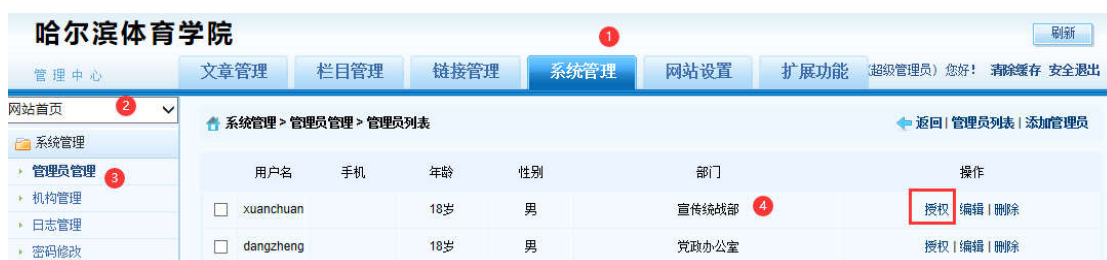 哈尔滨体育学院
刷新
管理中心 文章管理 栏目管理 链接管理 系统管理 网站设置 扩展功能 (超级管理员) 您好! 清除缓存 安全退出
1
网站首页 2
系统管理 > 管理员管理 > 管理员列表 返回 | 管理员列表 | 添加管理员
系统管理
管理员管理 3
用户名 手机 年龄 性别 部门 操作
机构管理
xuanchuan 18岁 男 宣传统战部 4 授权 | 编辑 | 删除
日志管理
密码修改
dangzheng 18岁 男 党政办公室 授权 | 编辑 | 删除